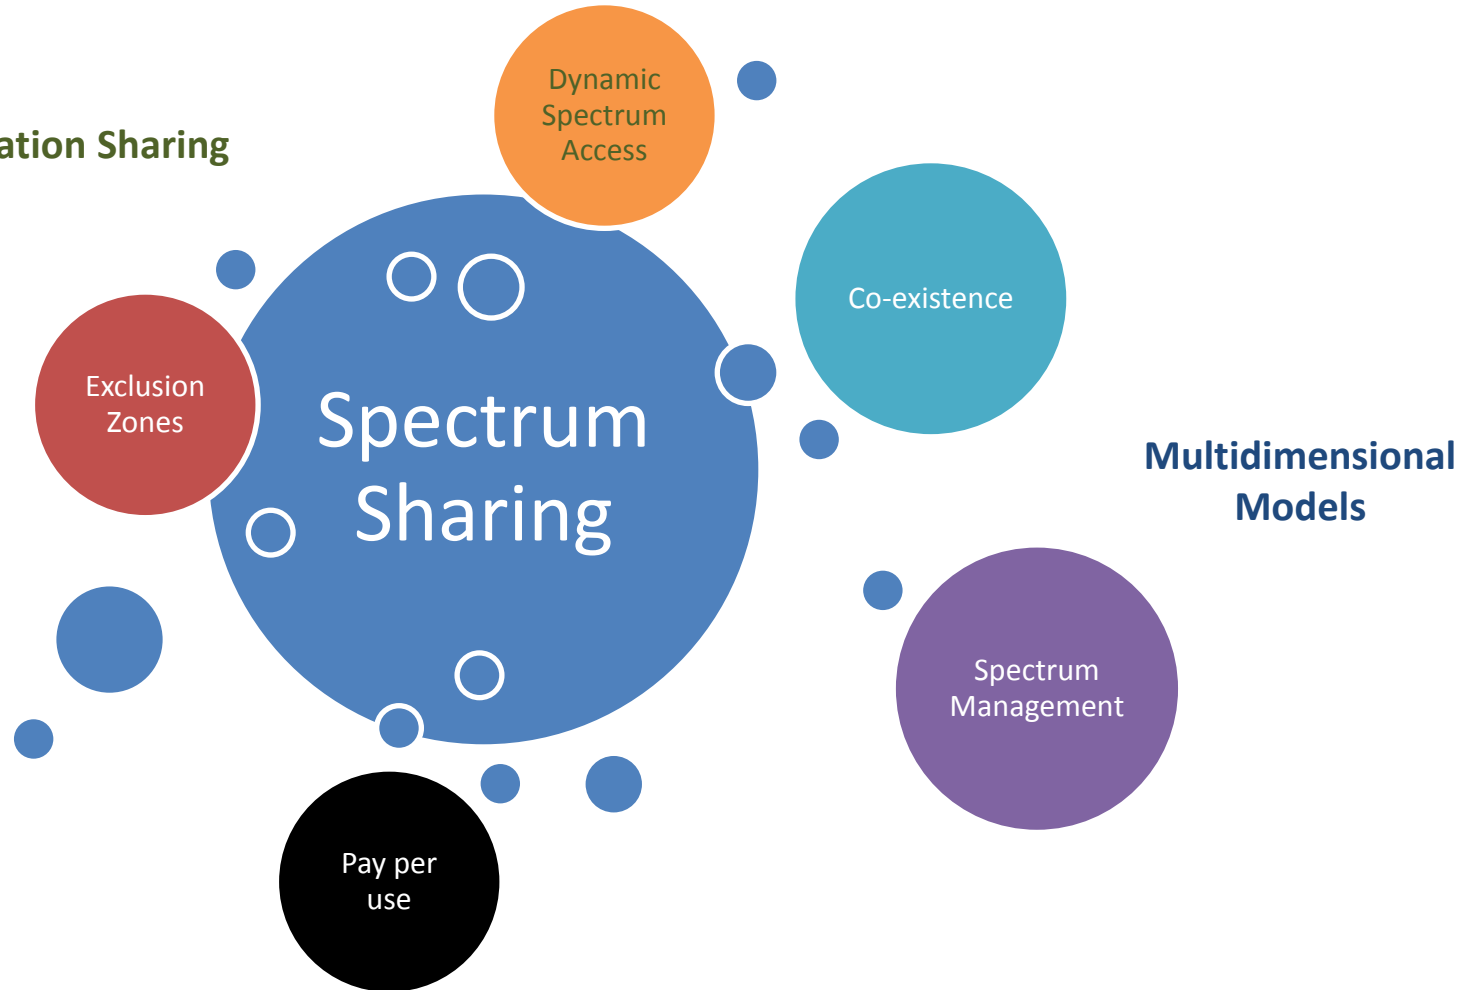 Dynamic
Spectrum
Access
ation Sharing
Co-existence
Exclusion
Zones
Spectrum
Sharing
Multidimensional
Models
Spectrum
Management
Pay per
use